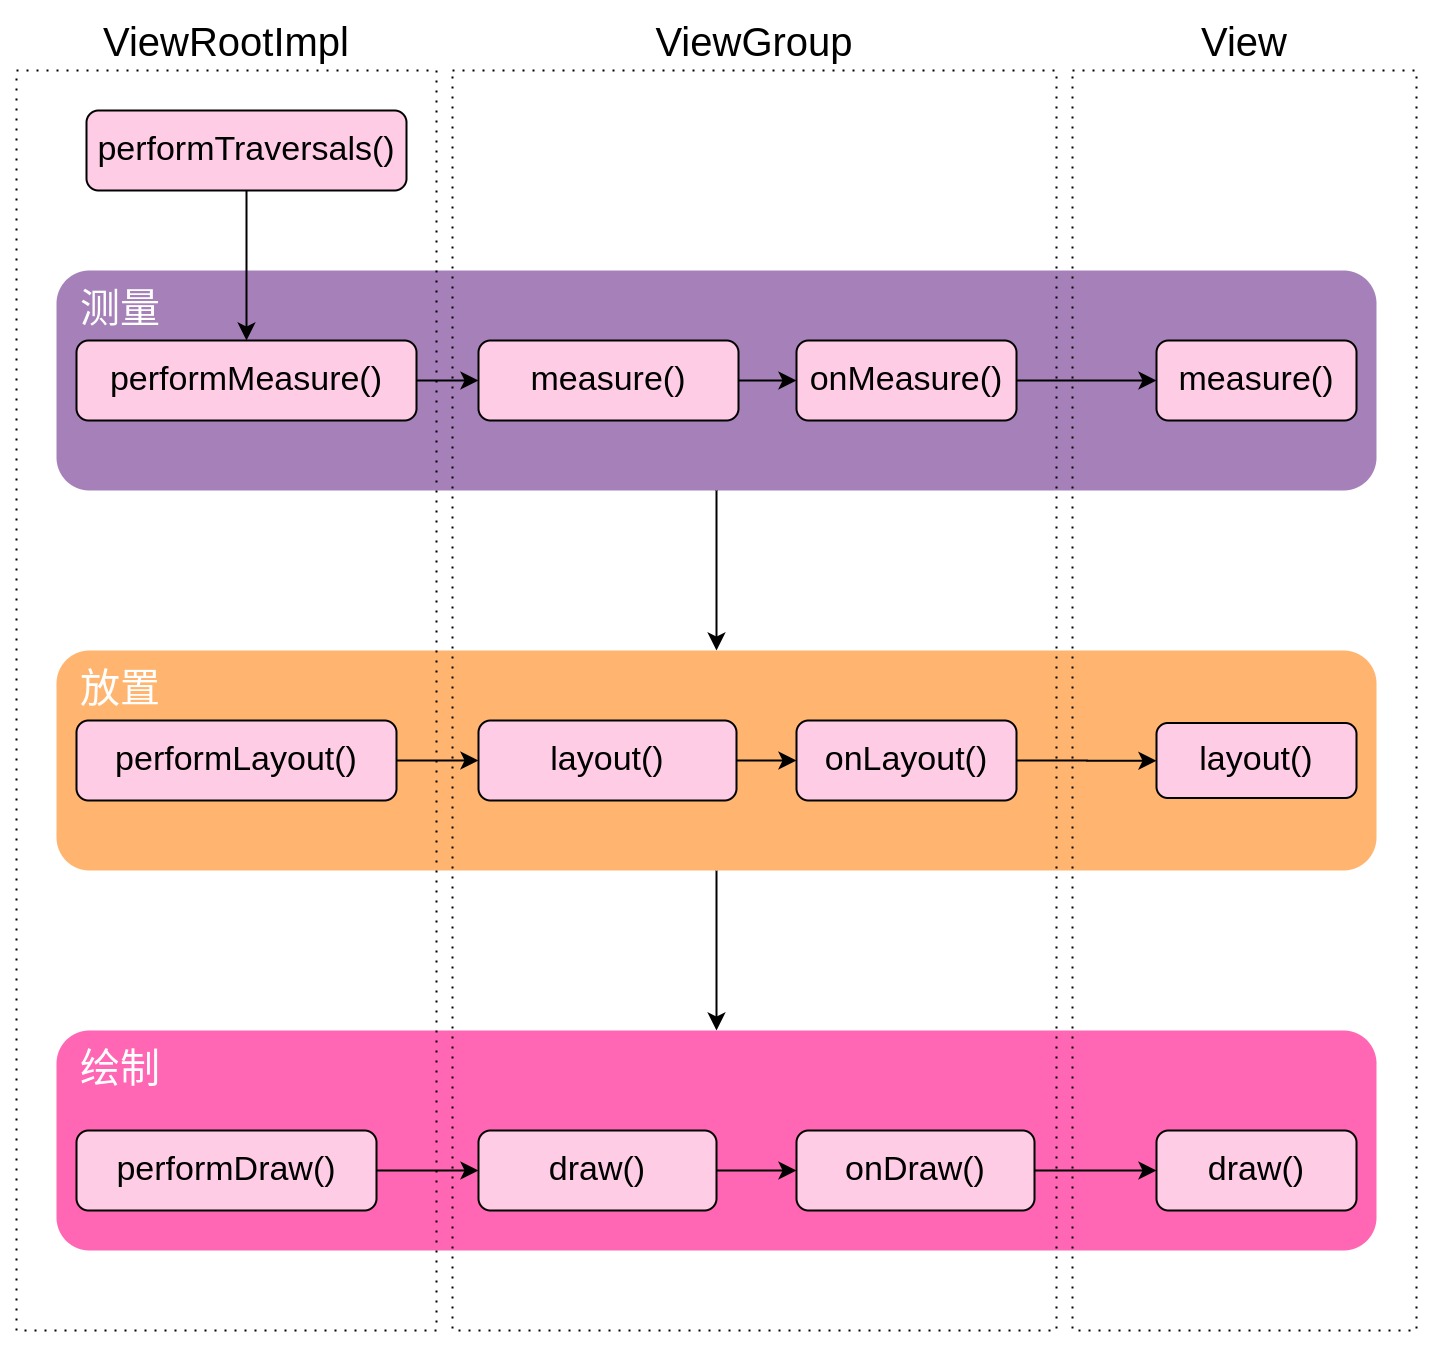 ViewRootImpl
ViewGroup
View
performTraversals()
测量
performMeasure()
measure()
onMeasure()
measure()
放置
performLayout()
layout()
onLayout()
layout()
绘制
performDraw()
draw()
onDraw()
draw()